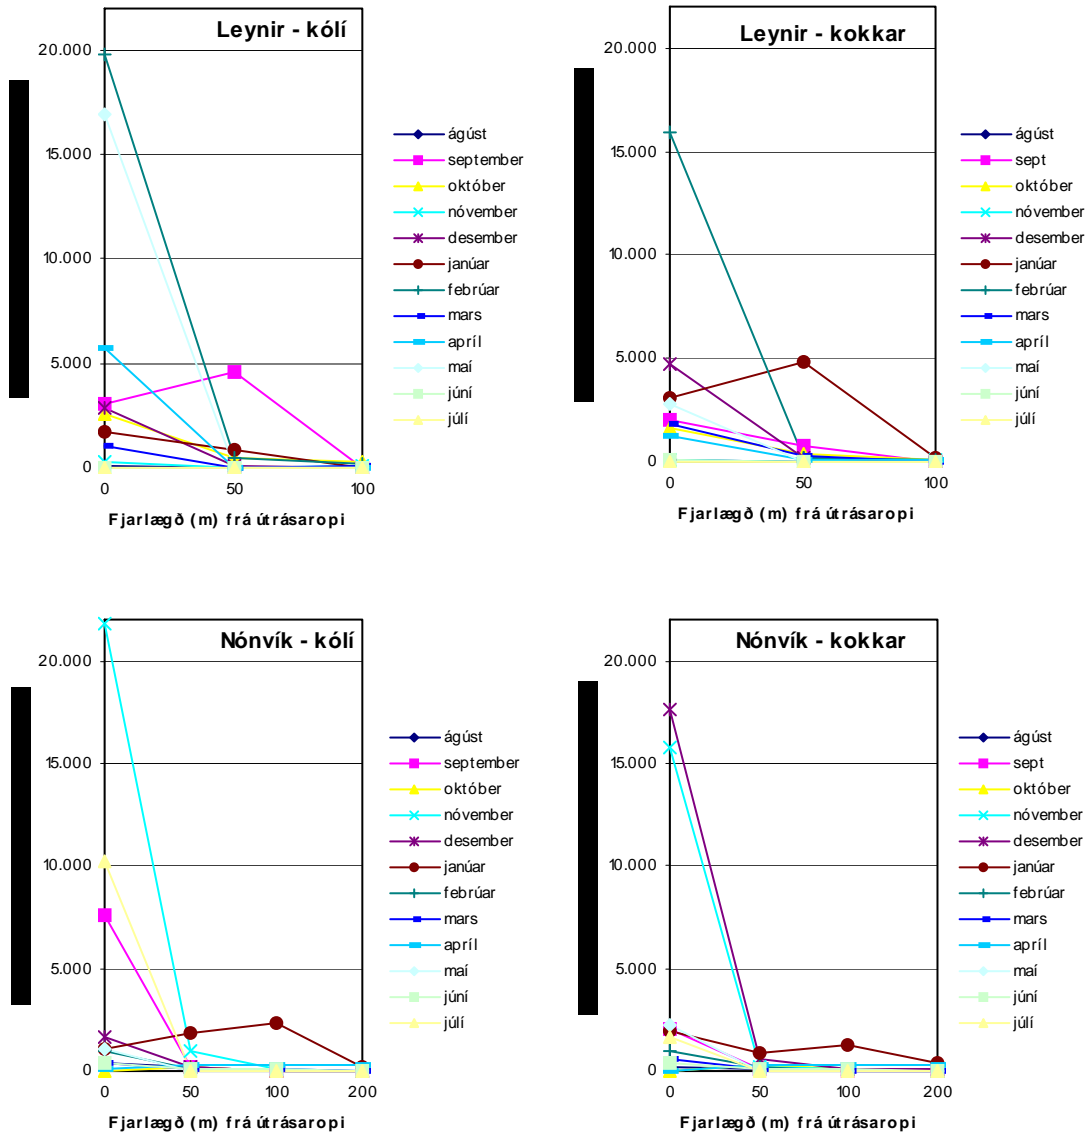 Leynir - kólí
20.000
15.000
10.000
5.000
0
0
50
100
Fjarlægð (m) frá útrásaropi
ágúst
september
október
nóvember
desember
janúar
febrúar
mars
apríl
maí
júní
júlí
Leynir - kokkar
20.000
15.000
10.000
5.000
0
0
50
100
Fjarlægð (m) frá útrásaropi
ágúst
sept
október
nóvember
desember
janúar
febrúar
mars
apríl
maí
júní
júlí
Nónvík - kólí
20.000
15.000
10.000
5.000
0
0
50
100
200
Fjarlægð (m) frá útrásaropi
ágúst
september
október
nóvember
desember
janúar
febrúar
mars
apríl
maí
júní
júlí
Nónvík - kokkar
20.000
15.000
10.000
5.000
0
0
50
100
200
Fjarlægð (m) frá útrásaropi
ágúst
sept
október
nóvember
desember
janúar
febrúar
mars
apríl
maí
júní
júlí